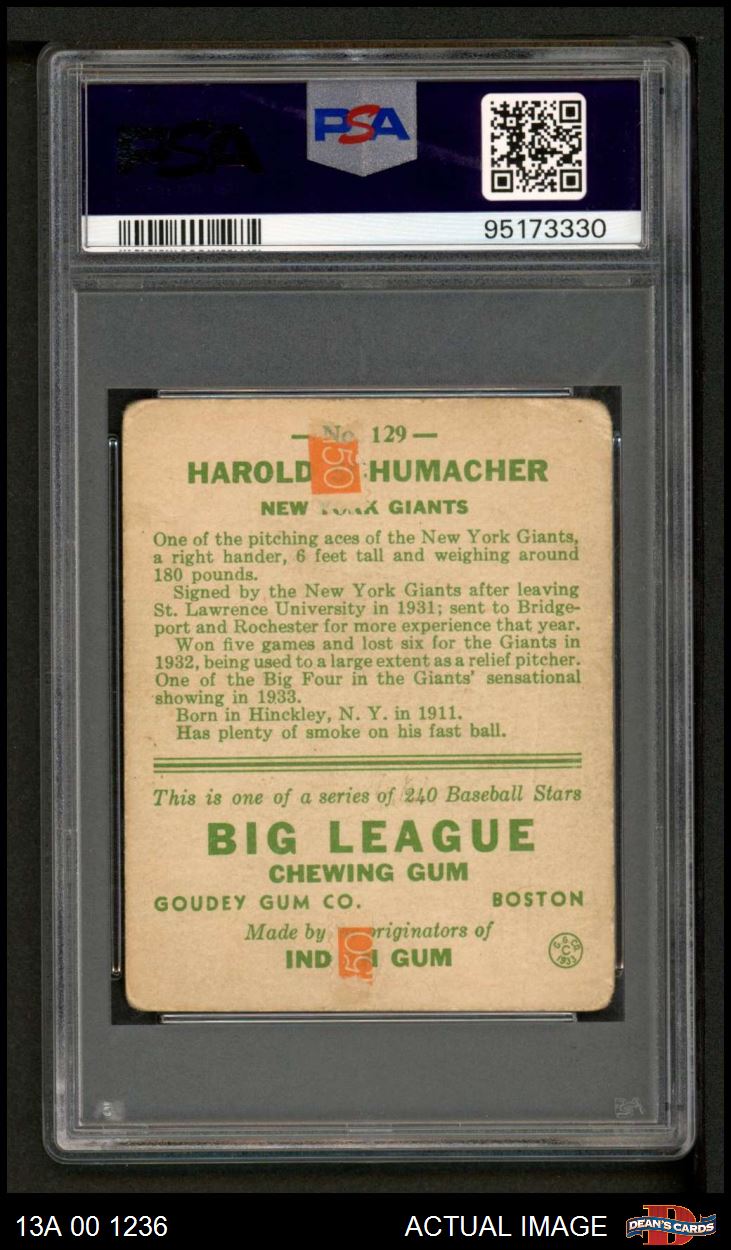 PSA
PSA
95173330
— No. 129 —
HAROLD HUMACHER
NEW GIANTS
One of the pitching aces of the New York Giants,
a right hander, 6 feet tall and weighing around
180 pounds.
Signed by the New York Giants after leaving
St. Lawrence University in 1931; sent to Bridge-
port and Rochester for more experience that year.
Won five games and lost six for the Giants in
1932, being used to a large extent as a relief pitcher.
One of the Big Four in the Giants' sensational
showing in 1933.
Born in Hinckley, N. Y. in 1911.
Has plenty of smoke on his fast ball.
This is one of a series of 240 Baseball Stars
BIG LEAGUE
CHEWING GUM
GOUDEY GUM CO. BOSTON
Made by riginators of
IND GUM
50
50
G. G. CO.
C
1933
PSA
13A 00 1236 ACTUAL IMAGE DEAN'S CARDS